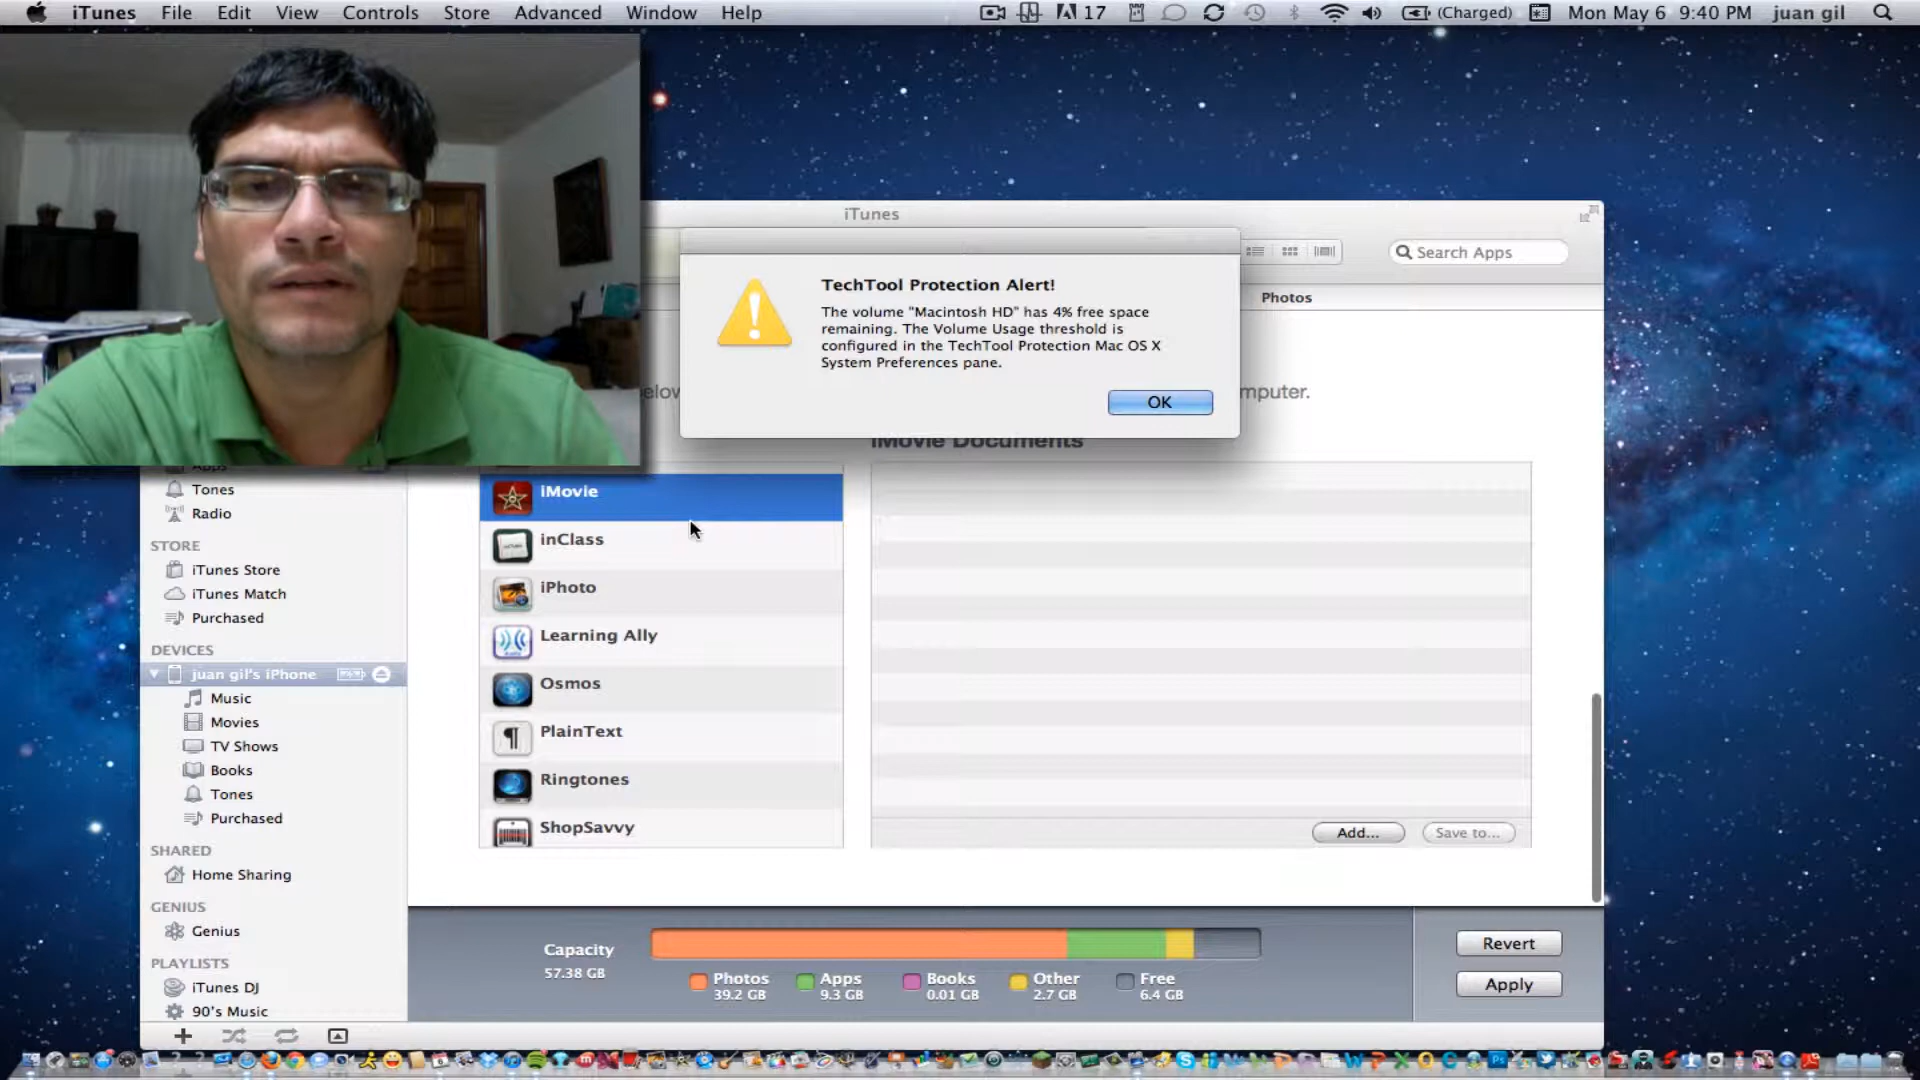 iTunes File Edit View Controls Store Advanced Window Help
17 (Charged) Mon May 6 9:40 PM juan gil
iTunes
Search Apps
Photos
TechTool Protection Alert!
The volume "Macintosh HD" has 4% free space
remaining. The Volume Usage threshold is
configured in the TechTool Protection Mac OS X
System Preferences pane.
OK
mputer.
iMovie Documents
Apps
Tones
Radio
STORE
iTunes Store
iTunes Match
Purchased
DEVICES
juan gil's iPhone
Music
Movies
TV Shows
Books
Tones
Purchased
SHARED
Home Sharing
GENIUS
Genius
PLAYLISTS
iTunes DJ
90's Music
iMovie
inClass
iPhoto
Learning Ally
Osmos
PlainText
Ringtones
ShopSavvy
Add... Save to...
Capacity
57.38 GB
Photos
39.2 GB
Apps
9.3 GB
Books
0.01 GB
Other
2.7 GB
Free
6.4 GB
Revert
Apply